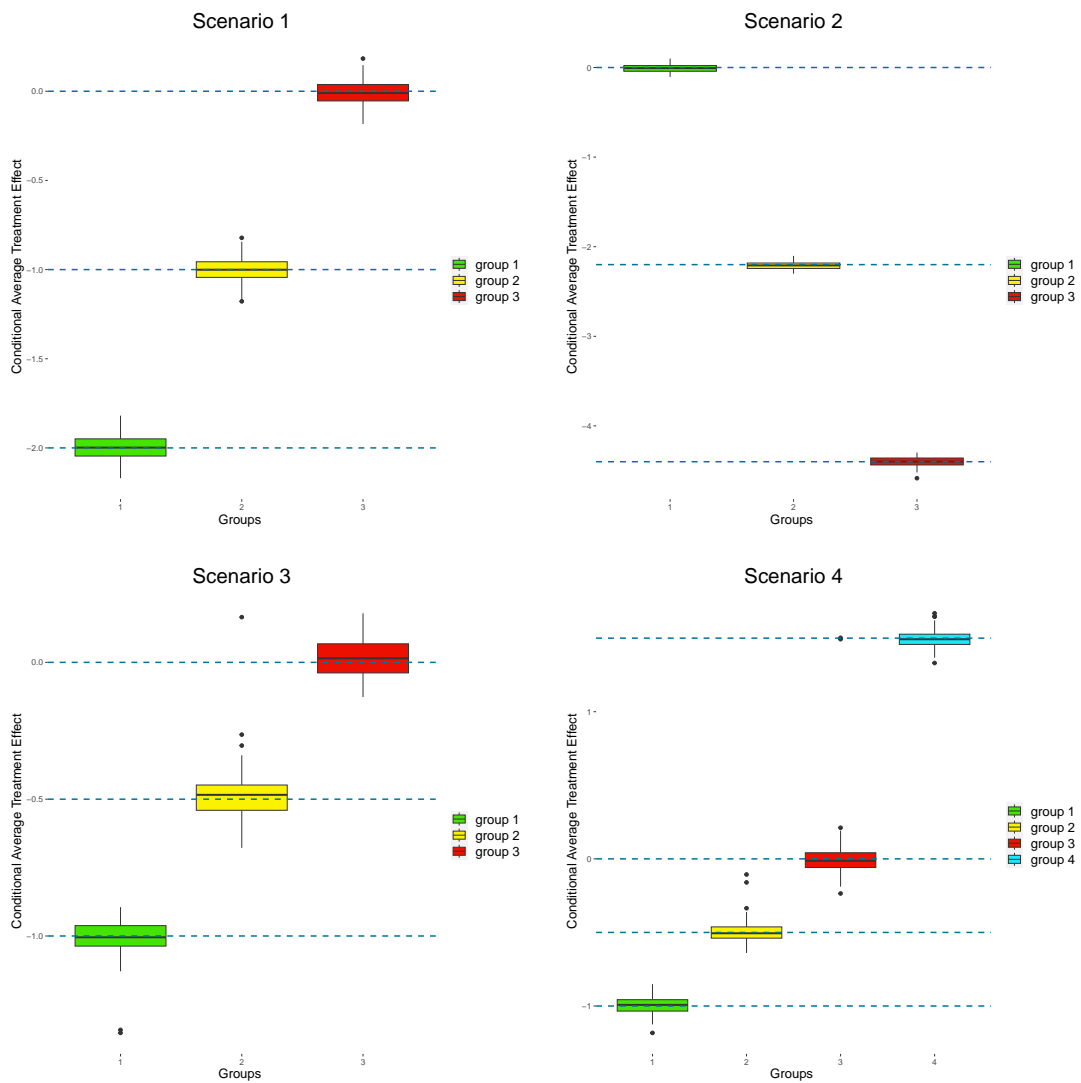 Scenario 1
Conditional Average Treatment Effect
0.0
−0.5
−1.0
−1.5
−2.0
1
2
3
Groups
group 1
group 2
group 3
Scenario 2
Conditional Average Treatment Effect
0
−1
−2
−3
−4
1
2
3
Groups
group 1
group 2
group 3
Scenario 3
Conditional Average Treatment Effect
0.0
−0.5
−1.0
1
2
3
Groups
group 1
group 2
group 3
Scenario 4
Conditional Average Treatment Effect
1
0
−1
1
2
3
4
Groups
group 1
group 2
group 3
group 4